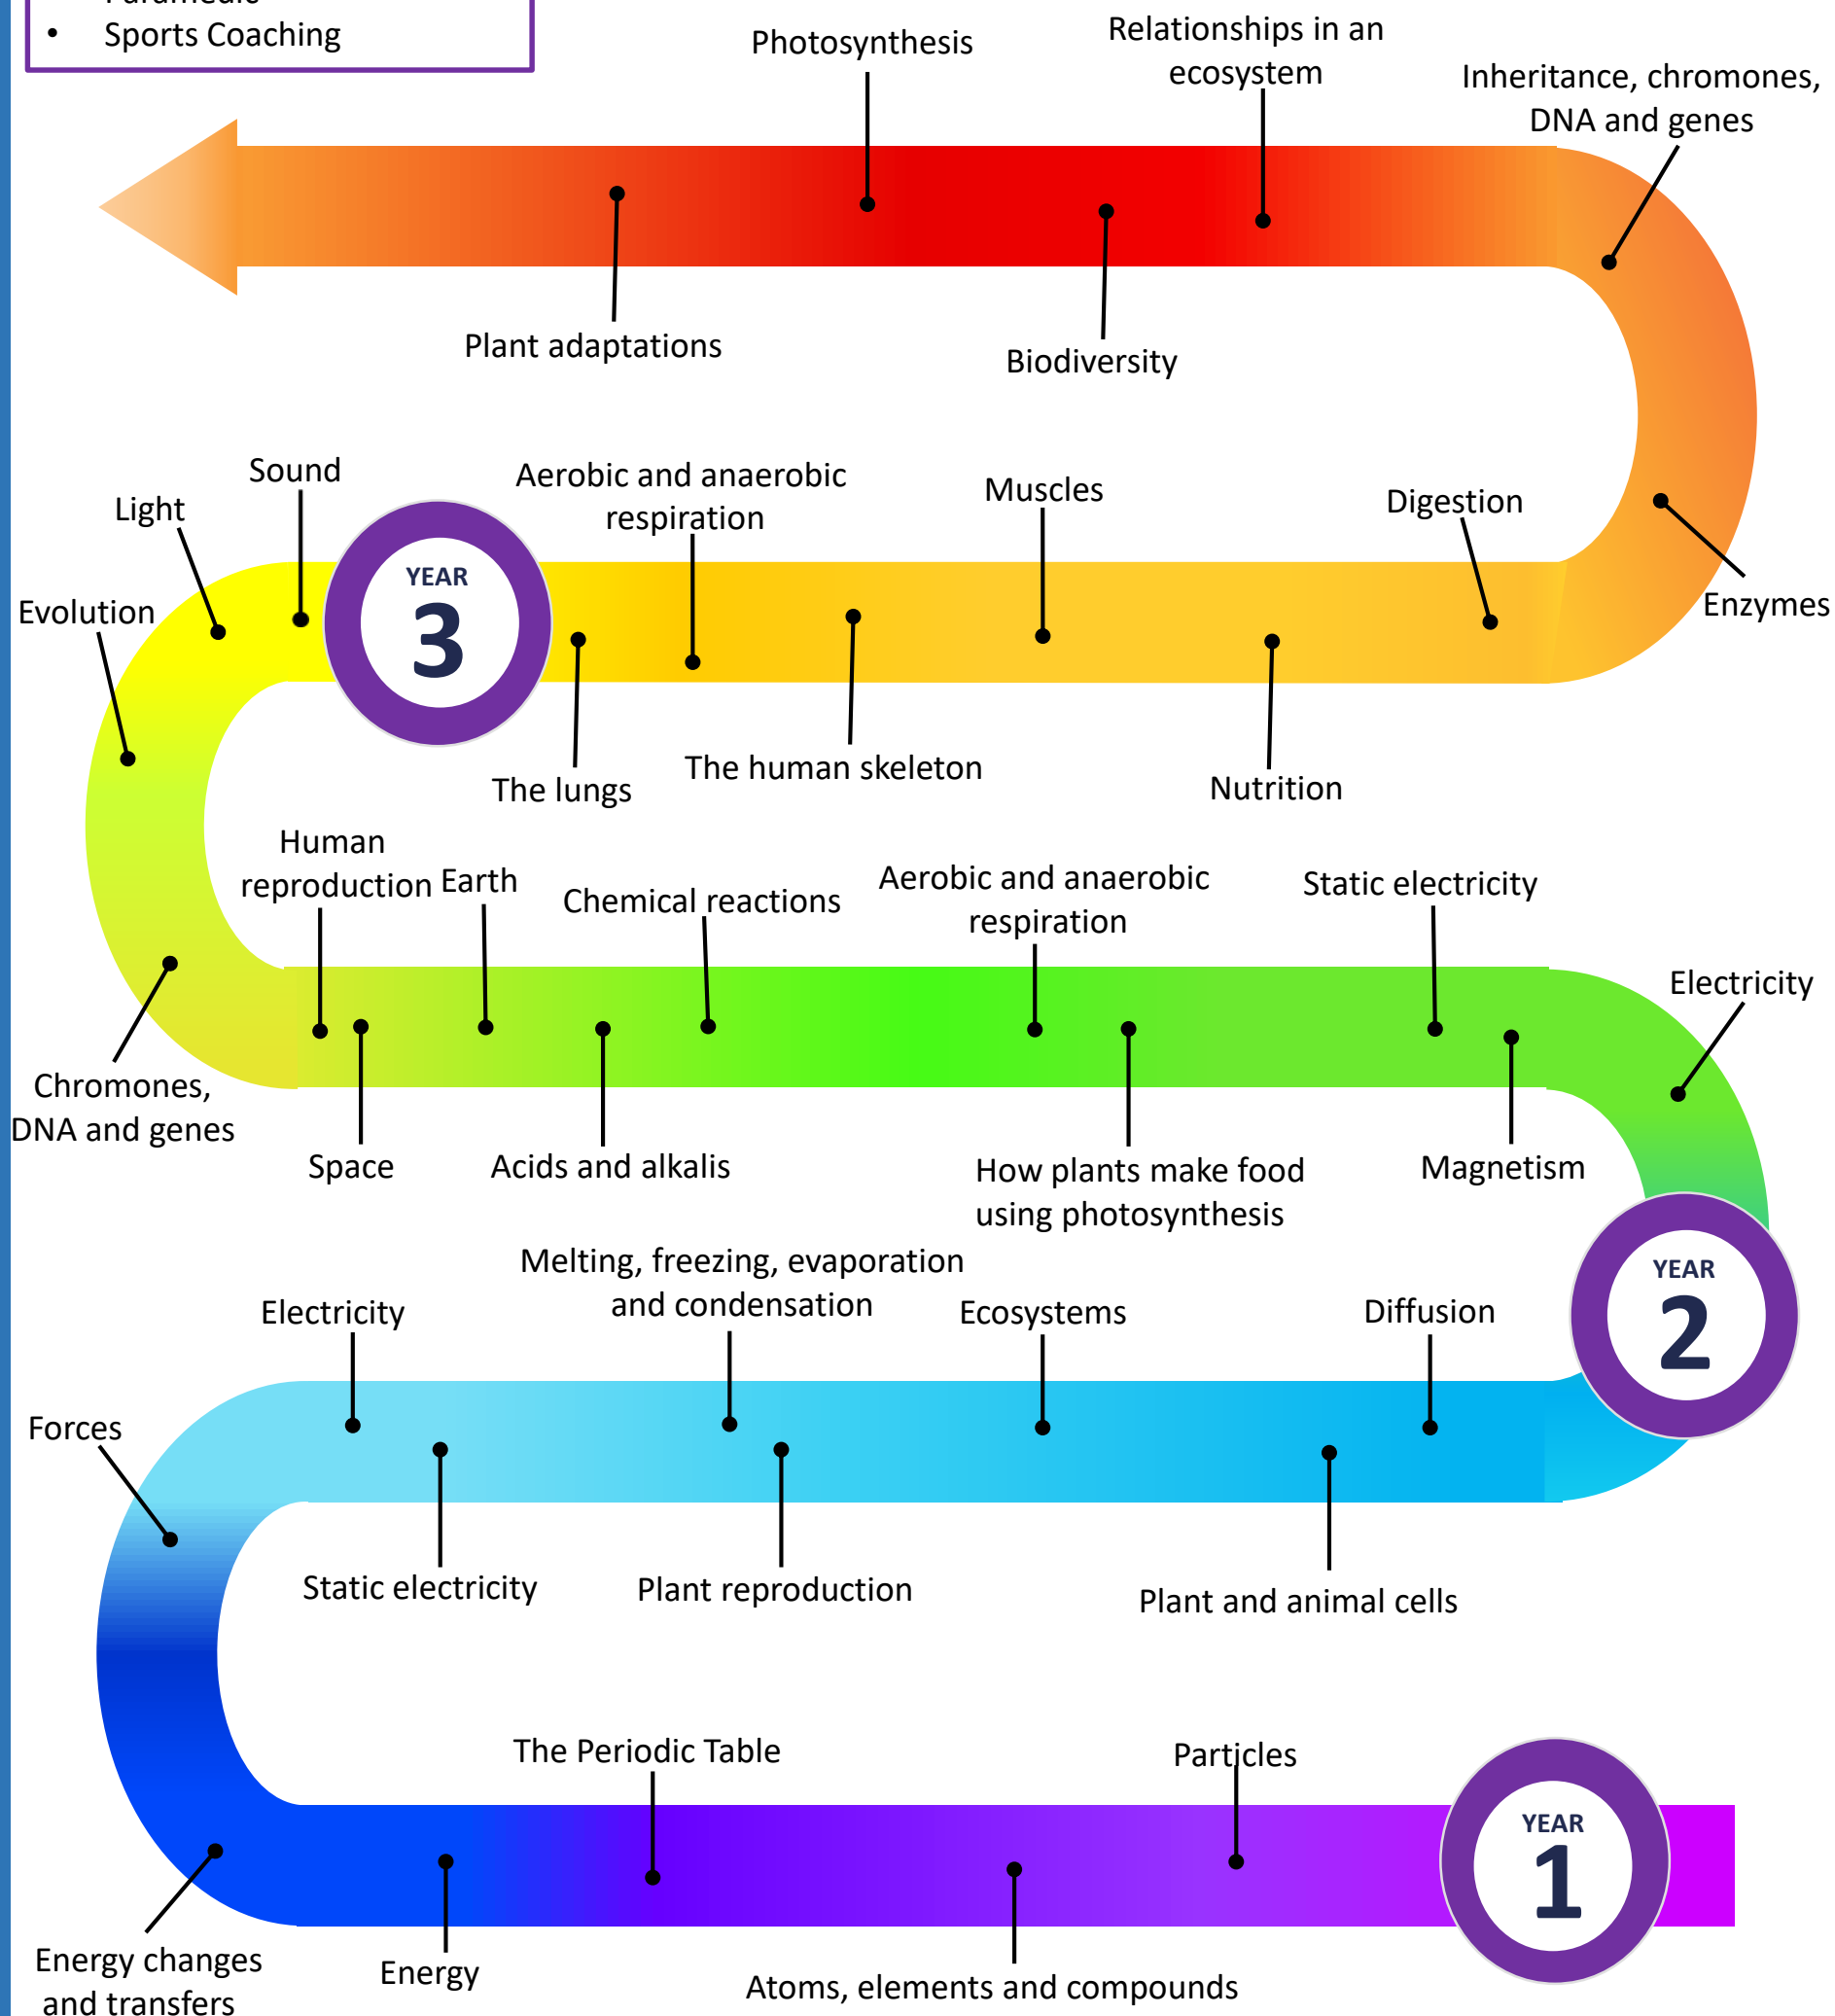 • Sports Coaching
Photosynthesis
Relationships in an
ecosystem
Inheritance, chromones,
DNA and genes
Plant adaptations
Biodiversity
Sound
Light
Evolution
YEAR
3
Aerobic and anaerobic
respiration
Muscles
Digestion
Enzymes
The lungs
The human skeleton
Nutrition
Human
reproduction
Earth
Chemical reactions
Aerobic and anaerobic
respiration
Static electricity
Electricity
Chromones,
DNA and genes
Space
Acids and alkalis
How plants make food
using photosynthesis
Magnetism
YEAR
2
Electricity
Melting, freezing, evaporation
and condensation
Ecosystems
Diffusion
Forces
Static electricity
Plant reproduction
Plant and animal cells
The Periodic Table
Particles
YEAR
1
Energy changes
and transfers
Energy
Atoms, elements and compounds